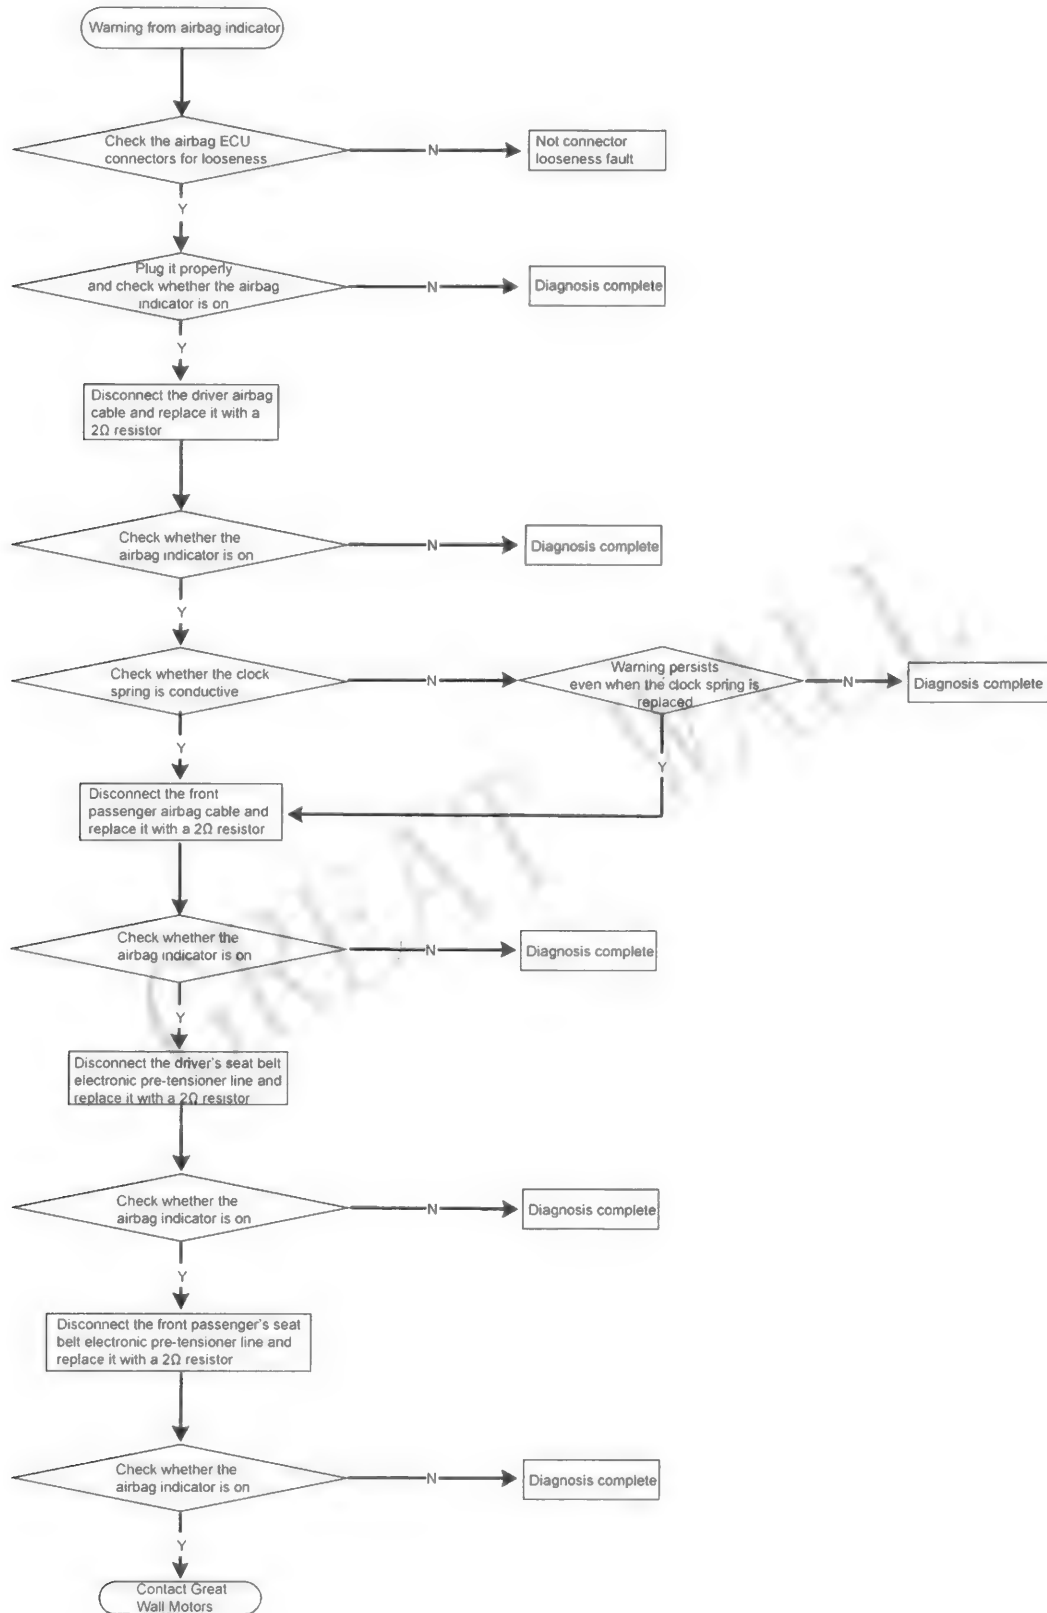 Warning from airbag indicator
Check the airbag ECU
connectors for looseness
N
Not connector
looseness fault
Y
Plug it properly
and check whether the airbag
indicator is on
N
Diagnosis complete
Y
Disconnect the driver airbag
cable and replace it with a
2Ω resistor
Check whether the
airbag indicator is on
N
Diagnosis complete
Y
Check whether the clock
spring is conductive
N
Warning persists
even when the clock spring is
replaced
N
Diagnosis complete
Y
Y
Disconnect the front
passenger airbag cable and
replace it with a 2Ω resistor
Check whether the
airbag indicator is on
N
Diagnosis complete
Y
Disconnect the driver's seat belt
electronic pre-tensioner line and
replace it with a 2Ω resistor
Check whether the
airbag indicator is on
N
Diagnosis complete
Y
Disconnect the front passenger's seat
belt electronic pre-tensioner line and
replace it with a 2Ω resistor
Check whether the
airbag indicator is on
N
Diagnosis complete
Y
Contact Great
Wall Motors
GREAT WALL